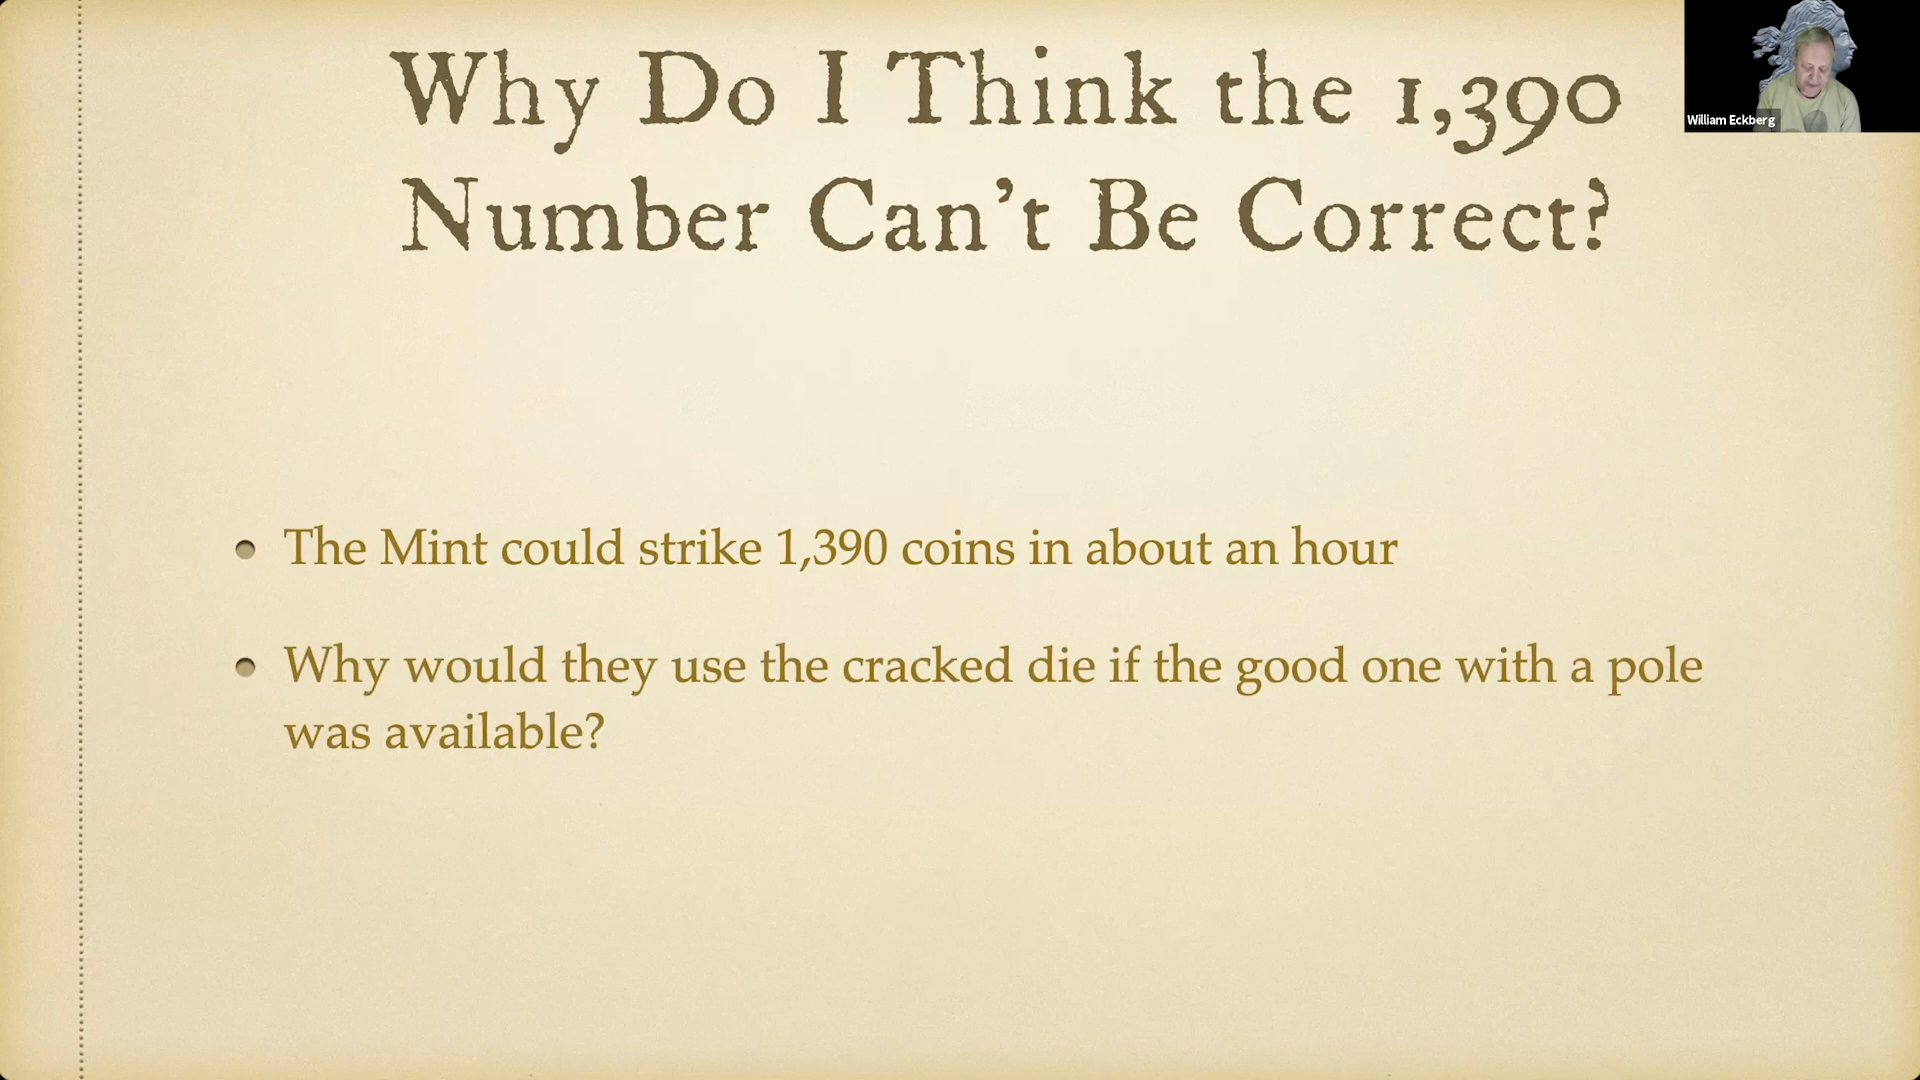 Why Do I Think the 1,390
Number Can't Be Correct?
William Eckberg
• The Mint could strike 1,390 coins in about an hour
• Why would they use the cracked die if the good one with a pole
was available?